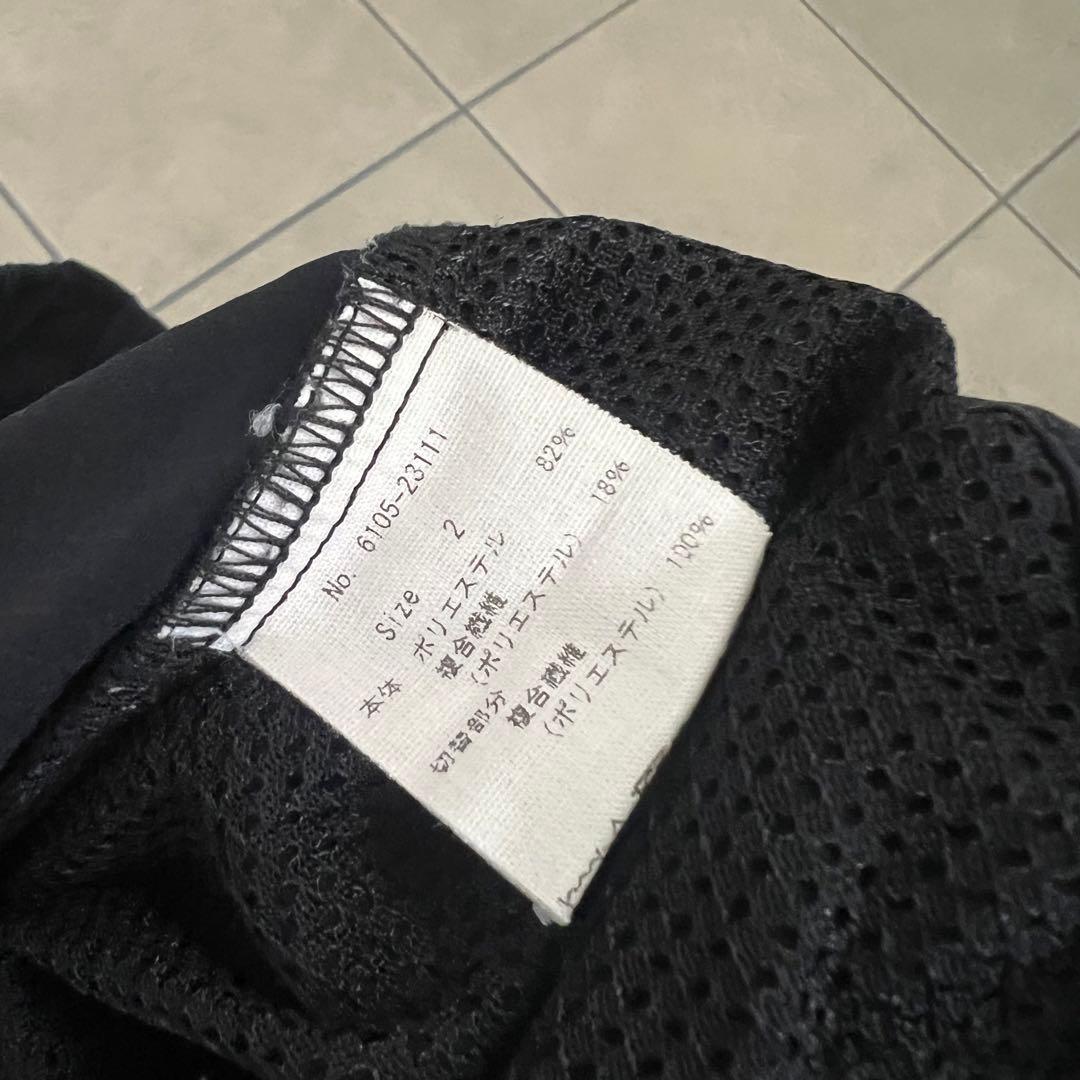 No. 6105-23111
Size 2
本体 ポリエステル 82%
複合繊維
(ポリエステル) 18%
切替部分 複合繊維
(ポリエステル) 100%